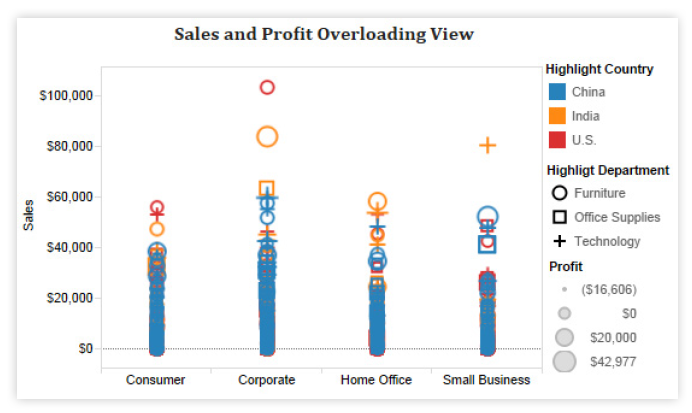 Sales and Profit Overloading View
Sales
$100,000
$80,000
$60,000
$40,000
$20,000
$0
Consumer
Corporate
Home Office
Small Business
Highlight Country
China
India
U.S.
Highligt Department
Furniture
Office Supplies
Technology
Profit
($16,606)
$0
$20,000
$42,977